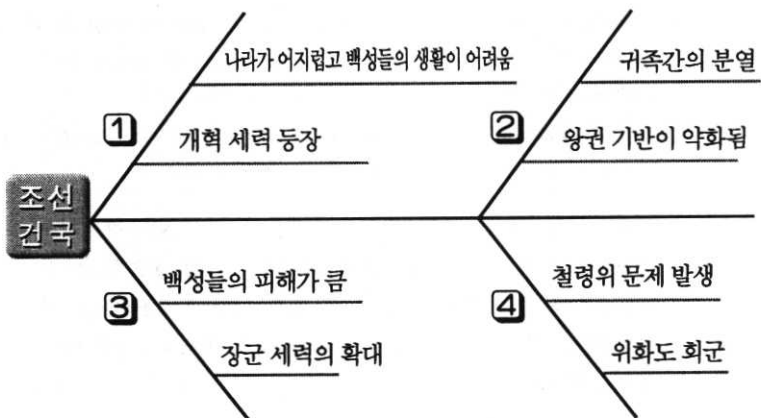 나라가 어지럽고 백성들의 생활이 어려움
1
개혁 세력 등장
귀족간의 분열
2
왕권 기반이 약화됨
조선
건국
백성들의 피해가 큼
3
장군 세력의 확대
철령위 문제 발생
4
위화도 회군